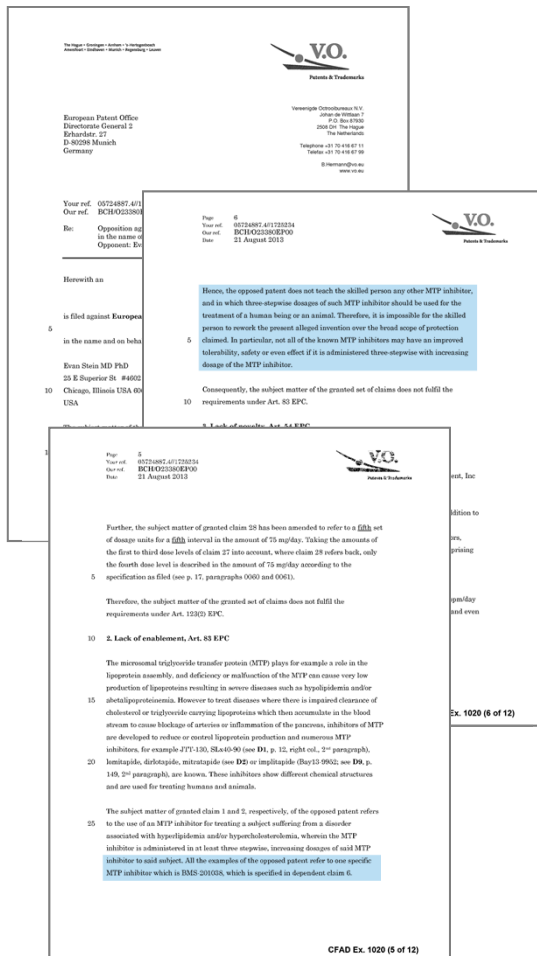 The Hague • Groningen • Arnhem • 's-Hertogenbosch
Amersfoort • Eindhoven • Munich • Regensburg • Leuven
V.O.
Patents & Trademarks
European Patent Office
Directorate General 2
Erhardstr. 27
D-80298 Munich
Germany
Vereenigde Octrooibureaux N.V.
Johan de Wittlaan 7
P.O. Box 87930
2508 DH The Hague
The Netherlands
Telephone +31 70 416 67 11
Telefax +31 70 416 67 99
B.Hermann@vo.eu
www.vo.eu
Your ref. 05724887.4//1
Our ref. BCH/O23380
Re: Opposition ag
in the name o
Opponent: Ev
Herewith an
is filed against Europea
5
in the name and on beha
Evan Stein MD PhD
25 E Superior St #4602
10 Chicago, Illinois USA 60
USA
Page 6
Your ref. 05724887.4//1725234
Our ref. BCH/O23380EP00
Date 21 August 2013
V.O.
Patents & Trademarks
Hence, the opposed patent does not teach the skilled person any other MTP inhibitor,
and in which three-stepwise dosages of such MTP inhibitor should be used for the
treatment of a human being or an animal. Therefore, it is impossible for the skilled
person to rework the present alleged invention over the broad scope of protection
5 claimed. In particular, not all of the known MTP inhibitors may have an improved
tolerability, safety or even effect if it is administered three-stepwise with increasing
dosage of the MTP inhibitor.
Consequently, the subject matter of the granted set of claims does not fulfil the
10 requirements under Art. 83 EPC.
3. Lack of novelty, Art. 54 EPC
ent, Inc
ddition to
ers,
prising
mpm/day
and even
Ex. 1020 (6 of 12)
Page 5
Your ref. 05724887.4//1725234
Our ref. BCH/O23380EP00
Date 21 August 2013
V.O.
Patents & Trademarks
Further, the subject matter of granted claim 28 has been amended to refer to a fifth set
of dosage units for a fifth interval in the amount of 75 mg/day. Taking the amounts of
the first to third dose levels of claim 27 into account, where claim 28 refers back, only
the fourth dose level is described in the amount of 75 mg/day according to the
5 specification as filed (see p. 17, paragraphs 0060 and 0061).
Therefore, the subject matter of the granted set of claims does not fulfil the
requirements under Art. 123(2) EPC.
10 2. Lack of enablement, Art. 83 EPC
The microsomal triglyceride transfer protein (MTP) plays for example a role in the
lipoprotein assembly, and deficiency or malfunction of the MTP can cause very low
production of lipoproteins resulting in severe diseases such as hypolipidemia and/or
15 abetalipoproteinemia. However to treat diseases where there is impaired clearance of
cholesterol or triglyceride carrying lipoproteins which then accumulate in the blood
stream to cause blockage of arteries or inflammation of the pancreas, inhibitors of MTP
are developed to reduce or control lipoprotein production and numerous MTP
inhibitors, for example JTT-130, SLx40-90 (see D1, p. 12, right col., 2nd paragraph),
20 lomitapide, dirlotapide, mitratapide (see D2) or implitapide (Bay13-9952; see D9, p.
149, 2nd paragraph), are known. These inhibitors show different chemical structures
and are used for treating humans and animals.
The subject matter of granted claim 1 and 2, respectively, of the opposed patent refers
25 to the use of an MTP inhibitor for treating a subject suffering from a disorder
associated with hyperlipidemia and/or hypercholesterolemia, wherein the MTP
inhibitor is administered in at least three stepwise, increasing dosages of said MTP
inhibitor to said subject. All the examples of the opposed patent refer to one specific
MTP inhibitor which is BMS-201038, which is specified in dependent claim 6.
CFAD Ex. 1020 (5 of 12)